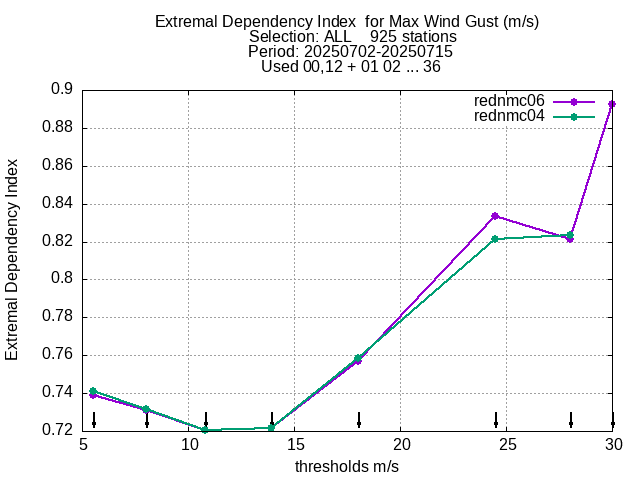 Extremal Dependency Index  for Max Wind Gust (m/s)
Selection: ALL    925 stations
Period: 20250702-20250715
Used 00,12 + 01 02 ... 36
rednmc06
rednmc04
Extremal Dependency Index
0.9
0.88
0.86
0.84
0.82
0.8
0.78
0.76
0.74
0.72
5 10 15 20 25 30
thresholds m/s